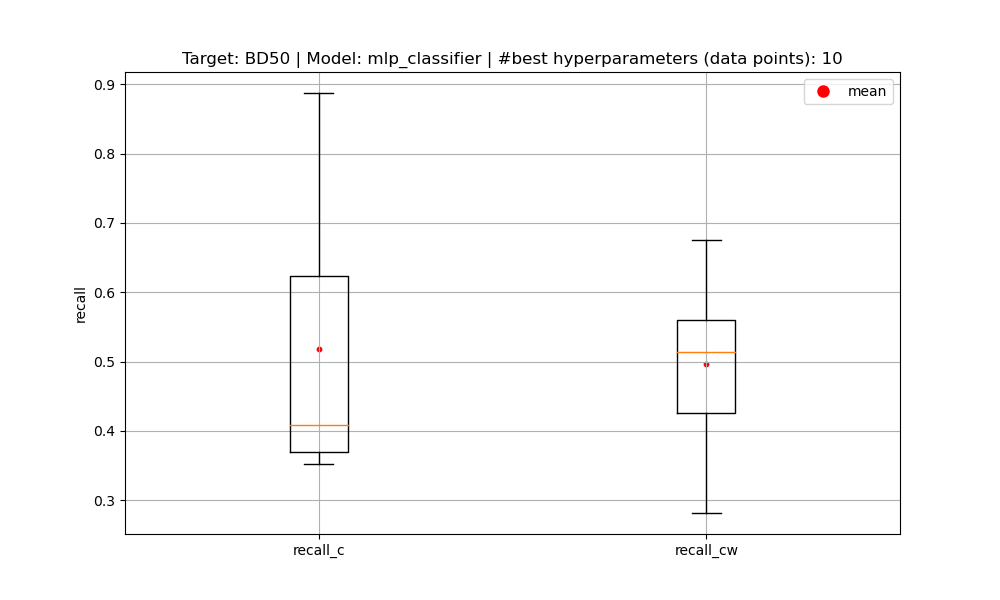 Target: BD50 | Model: mlp_classifier | #best hyperparameters (data points): 10
mean
0.9
0.8
0.7
0.6
0.5
0.4
0.3
recall
recall_c
recall_cw